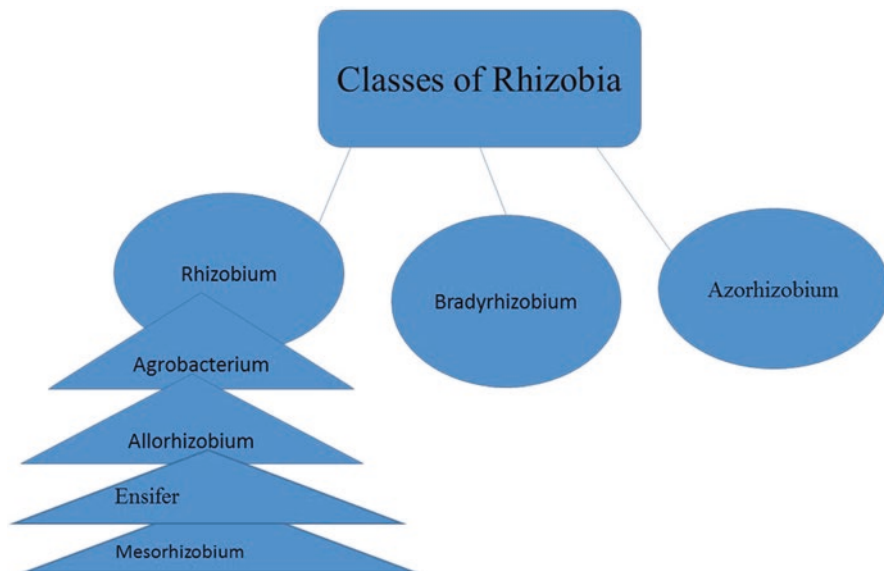 Classes of Rhizobia
Rhizobium
Bradyrhizobium
Azorhizobium
Agrobacterium
Allorhizobium
Ensifer
Mesorhizobium